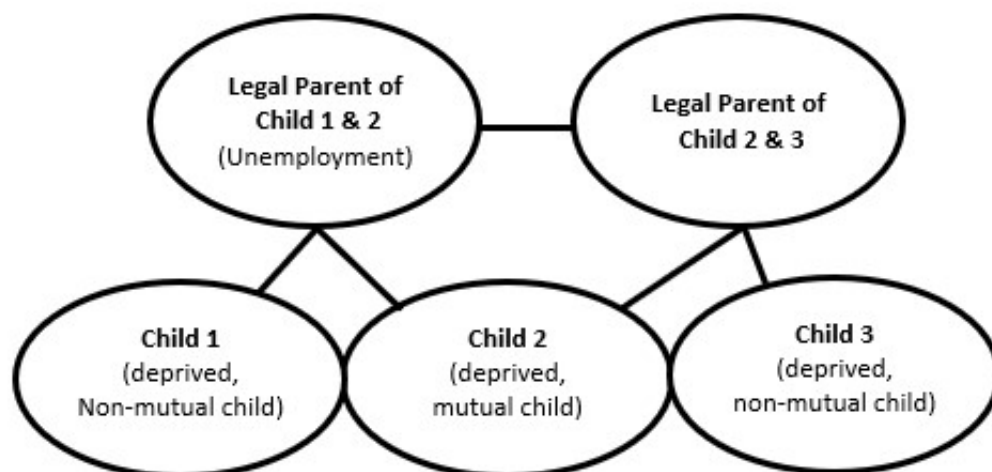 Legal Parent of
Child 1 & 2
(Unemployment)
Legal Parent of
Child 2 & 3
Child 1
(deprived,
Non-mutual child)
Child 2
(deprived,
mutual child)
Child 3
(deprived,
non-mutual child)